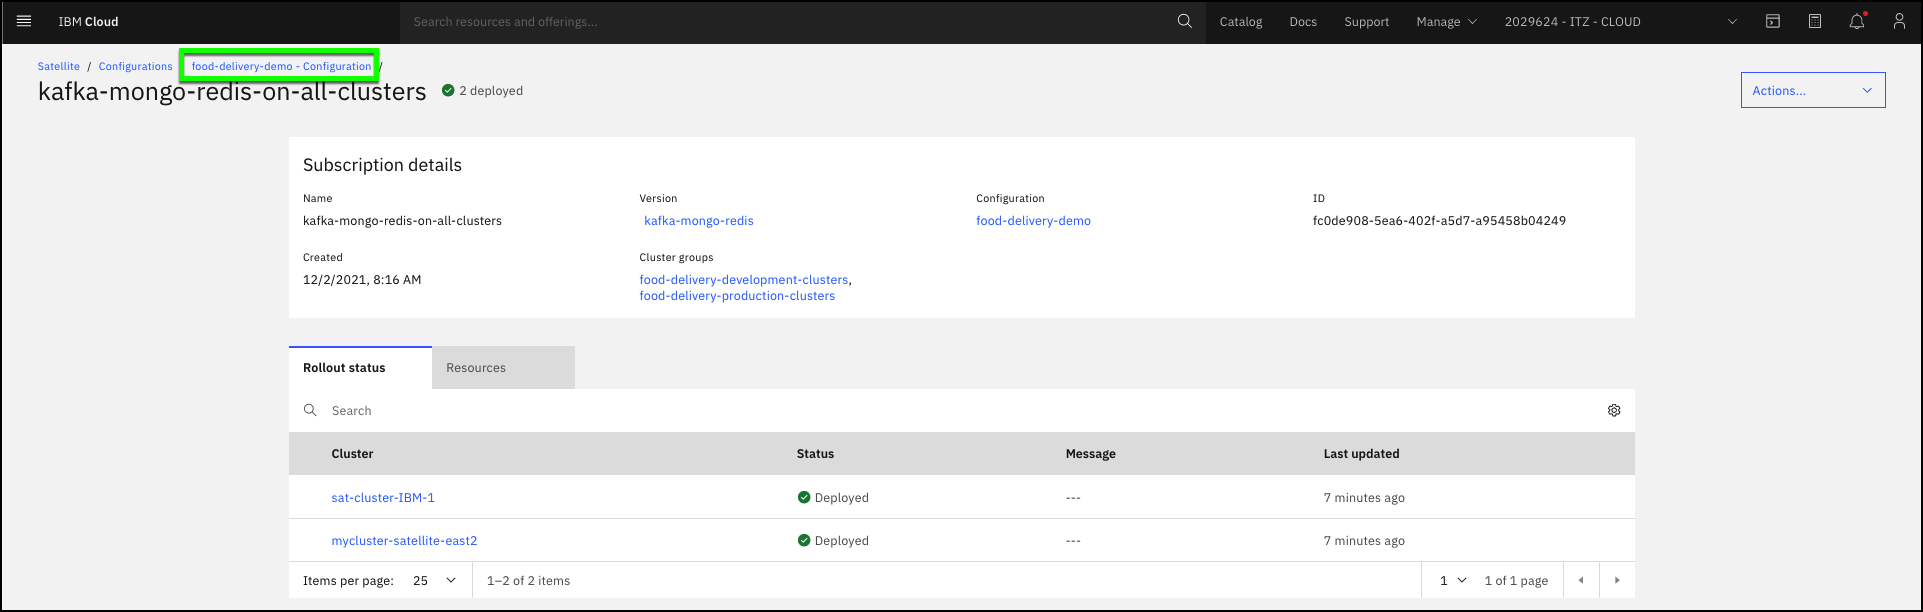 IBM Cloud Search resources and offerings... Catalog Docs Support Manage 2029624 - ITZ - CLOUD
Satellite / Configurations food-delivery-demo - Configuration /
kafka-mongo-redis-on-all-clusters 2 deployed Actions...
Subscription details
Name Version Configuration ID
kafka-mongo-redis-on-all-clusters kafka-mongo-redis food-delivery-demo fc0de908-5ea6-402f-a5d7-a95458b04249
Created Cluster groups
12/2/2021, 8:16 AM food-delivery-development-clusters,
food-delivery-production-clusters
Rollout status Resources
Search
Cluster Status Message Last updated
sat-cluster-IBM-1 Deployed --- 7 minutes ago
mycluster-satellite-east2 Deployed --- 7 minutes ago
Items per page: 25 1–2 of 2 items 1 1 of 1 page